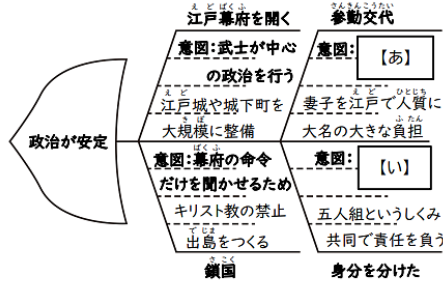 江戸幕府を開く
意図:武士が中心
の政治を行う
江戸城や城下町を
大規模に整備
参勤交代
意図:
【あ】
妻子を江戸で人質に
大名の大きな負担
政治が安定
意図:幕府の命令
だけを聞かせるため
キリスト教の禁止
出島をつくる
鎖国
意図:
【い】
五人組というしくみ
共同で責任を負う
身分を分けた